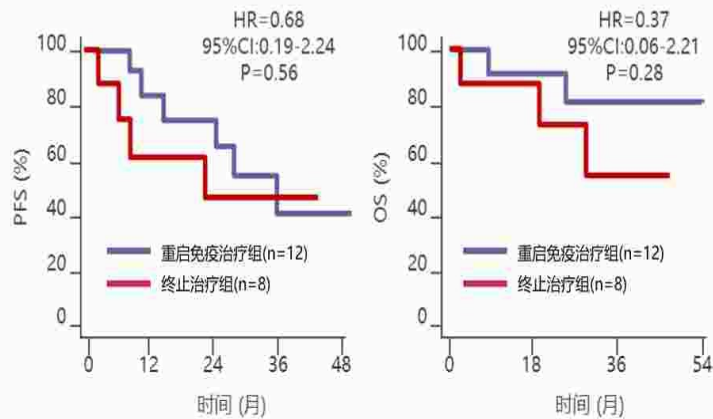 HR=0.68
95%CI:0.19-2.24
P=0.56
100
80
60
40
20
0
PFS (%)
重启免疫治疗组(n=12)
终止治疗组(n=8)
0 12 24 36 48
时间 (月)
HR=0.37
95%CI:0.06-2.21
P=0.28
100
80
60
40
20
0
OS (%)
重启免疫治疗组(n=12)
终止治疗组(n=8)
0 18 36 54
时间 (月)